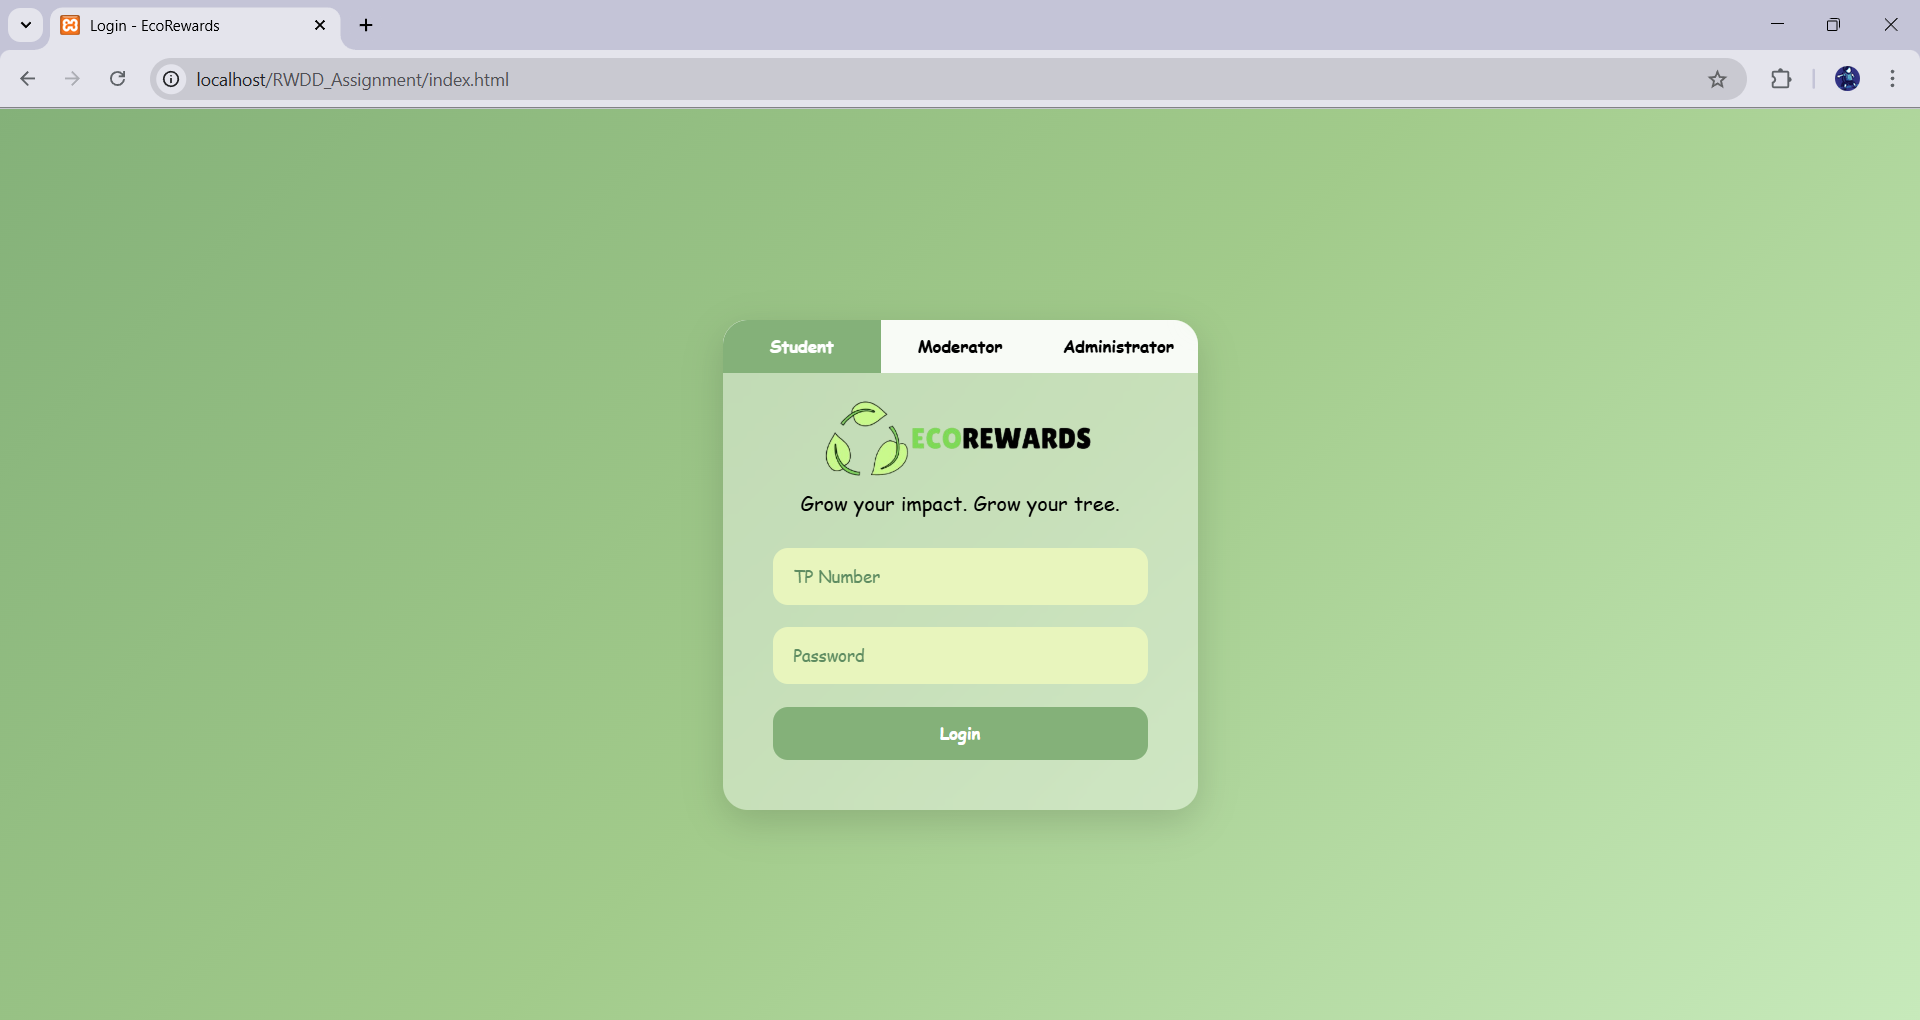 Login - EcoRewards
localhost/RWDD_Assignment/index.html
Student Moderator Administrator
ECOREWARDS
Grow your impact. Grow your tree.
TP Number
Password
Login